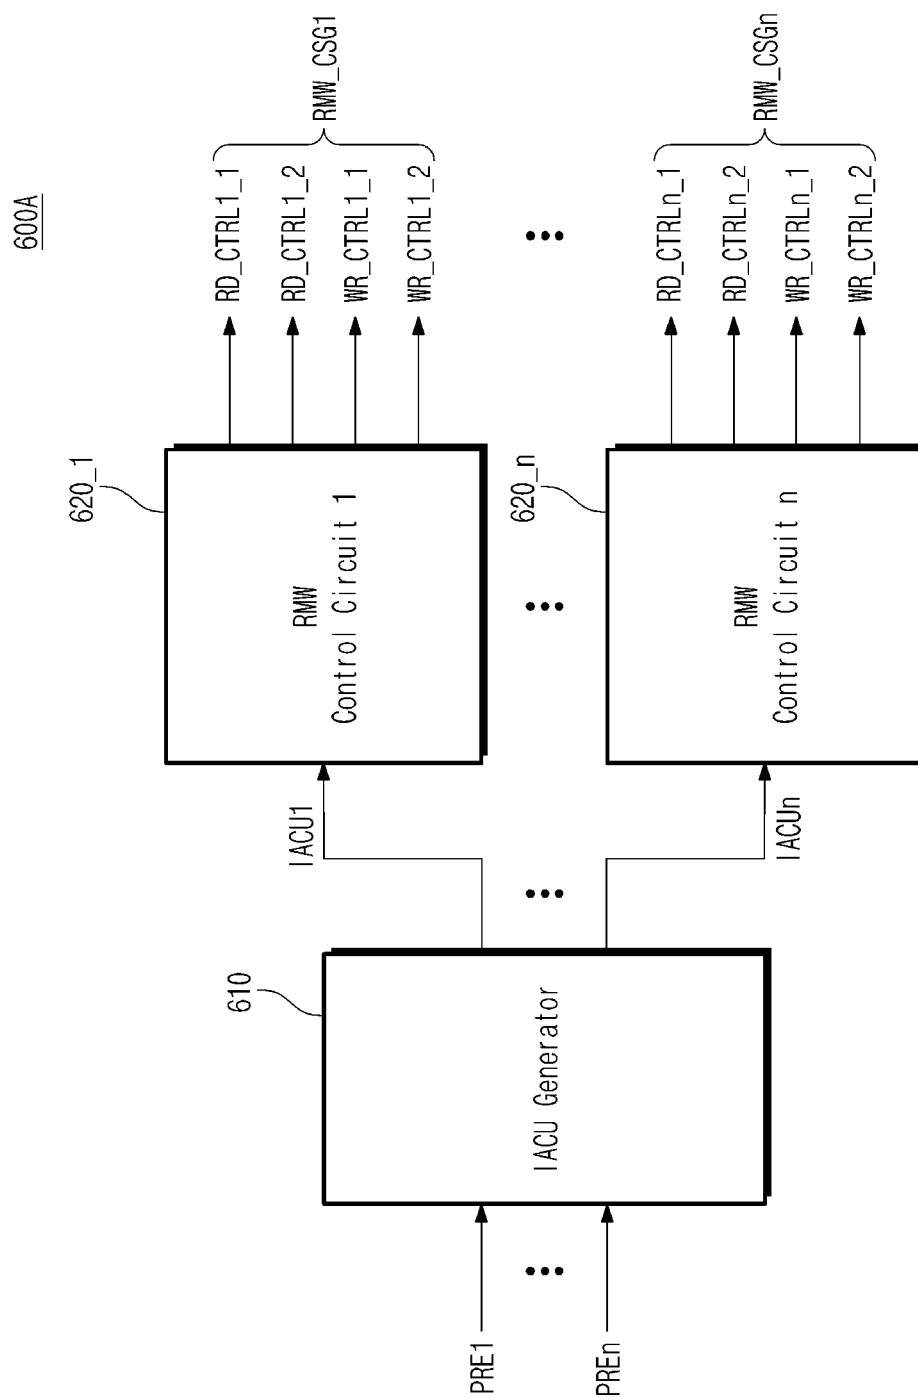 600A
PRE1
PREn
610
IACU Generator
IACU1
IACUn
620_1
RMW
Control Circuit 1
620_n
RMW
Control Circuit n
RD_CTRL1_1
RD_CTRL1_2
WR_CTRL1_1
WR_CTRL1_2
RMW_CSG1
RD_CTRLn_1
RD_CTRLn_2
WR_CTRLn_1
WR_CTRLn_2
RMW_CSGn